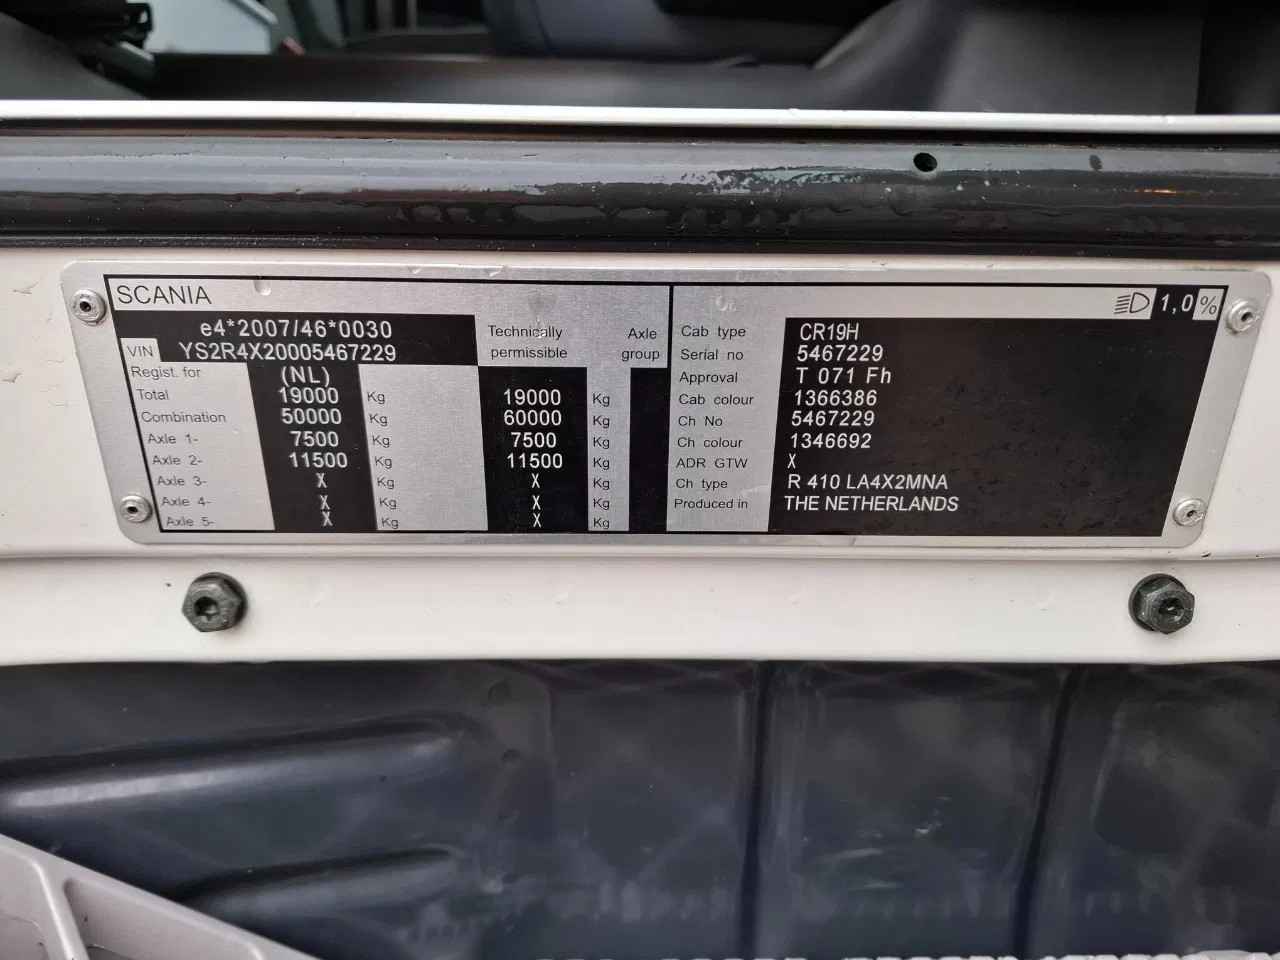 SCANIA
1,0 %
e4*2007/46*0030
VIN YS2R4X20005467229
Technically permissible
Axle group
Regist. for (NL)
Total 19000 Kg 19000 Kg
Combination 50000 Kg 60000 Kg
Axle 1- 7500 Kg 7500 Kg
Axle 2- 11500 Kg 11500 Kg
Axle 3- X Kg X Kg
Axle 4- X Kg X Kg
Axle 5- X Kg X Kg
Cab type CR19H
Serial no 5467229
Approval T 071 Fh
Cab colour 1366386
Ch No 5467229
Ch colour 1346692
ADR GTW X
Ch type R 410 LA4X2MNA
Produced in THE NETHERLANDS